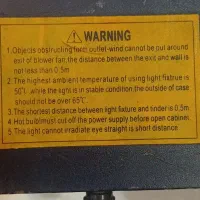 WARNING
1.Objects obstructing turn outlet-wind cannot be put around
exit of blower fan, the distance between the exit and wall is
not less than 0.5m
2.The highest ambient temperature of using light fixtrue is
50℃, while the light is in stable condition, the outside of case
should not be over 65℃.
3.The shortest distance between light fixture and tinder is 0.5m.
4.Hot bulb!must cut off the power supply before open cabinet.
5.The light cannot irradiate eye straight is short distance